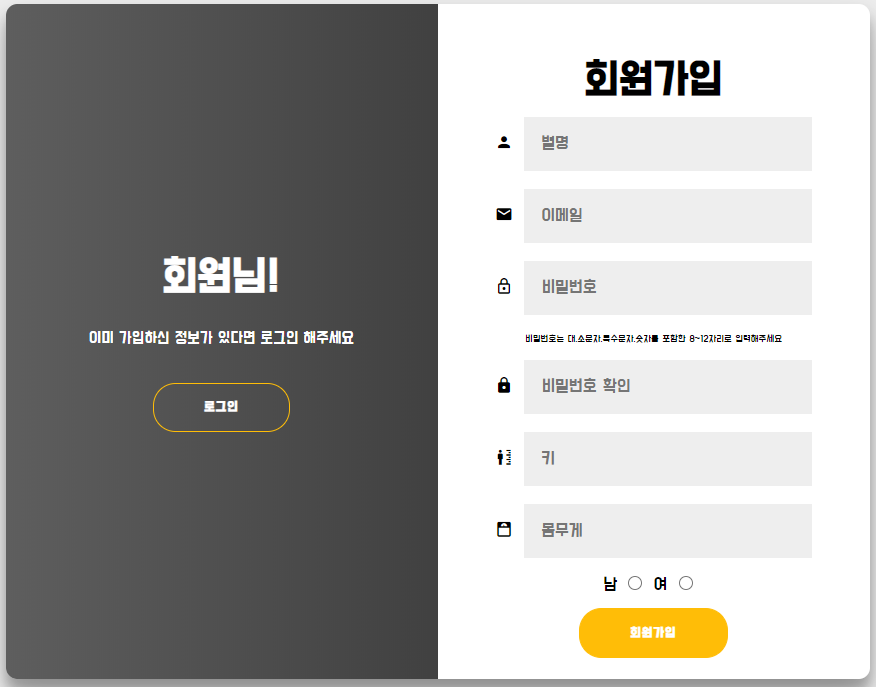 회원님!
이미 가입하신 정보가 있다면 로그인 해주세요
로그인
회원가입
별명
이메일
비밀번호
비밀번호는 대.소문자.특수문자.숫자를 포함한 8~12자리로 입력해주세요
비밀번호 확인
키
몸무게
남 여
회원가입